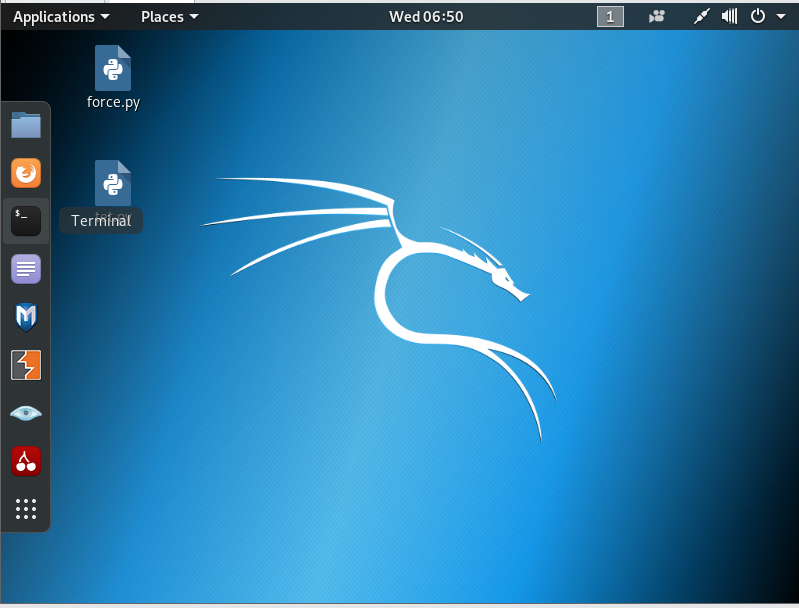 Applications Places Wed 06:50 1
force.py
$_
Terminal